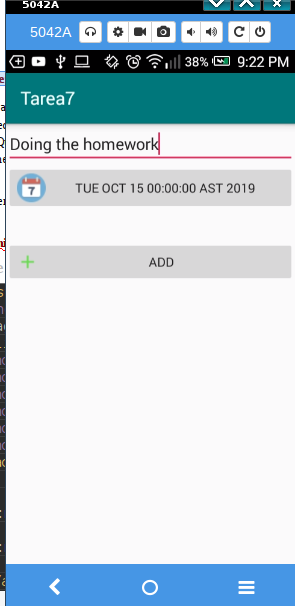 5042A
5042A
38% 9:22 PM
Tarea7
Doing the homework
7 TUE OCT 15 00:00:00 AST 2019
+ ADD